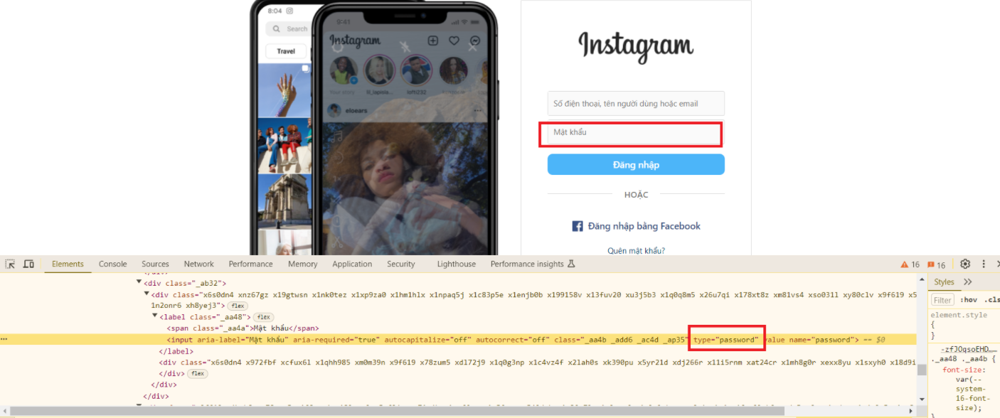 8:04
Search
Travel
9:41
Instagram
Your story
lil_lapisla...
lofti232
eloears
Instagram
Số điện thoại, tên người dùng hoặc email
Mật khẩu
Đăng nhập
HOẶC
Đăng nhập bằng Facebook
Quên mật khẩu?
Elements Console Sources Network Performance Memory Application Security Lighthouse Performance insights 16 16
<div class="_ab32">
<div class="x6s0dn4 xnz67gz x19gtwsn x1nk0tez x1xp9za0 x1hm1hlx x1npaq5j x1c83p5e x1enjb0b x199158v x13fuv20 xu3j5b3 x1q0q8m5 x26u7qi x178xt8z xm81vs4 xso031l xy80clv x9f619 x5
1n2onr6 xh8yej3"> flex
<label class="_aa48"> flex
<span class="_aa4a">Mật khẩu</span>
<input aria-label="Mật khẩu" aria-required="true" autocapitalize="off" autocorrect="off" class="_aa4b _add6 _ac4d _ap35" type="password" value name="password"> == $0
</label>
<div class="x6s0dn4 x972fbf xcfux6l x1qhh985 xm0m39n x9f619 x78zum5 xdl72j9 x1q0g3np x1c4vz4f x2lah0s xk390pu x5yr21d xdj266r x11i5rnm xat24cr x1mh8g0r xexx8yu x1sxyh0 x18d9i
</div> flex
</div>
</div>
Styles
Filter :hov .cls
element.style
{
}
-zfJOqsoEHD…
._aa48 ._aa4b {
font-size:
var(--
system-
16-font-
size);